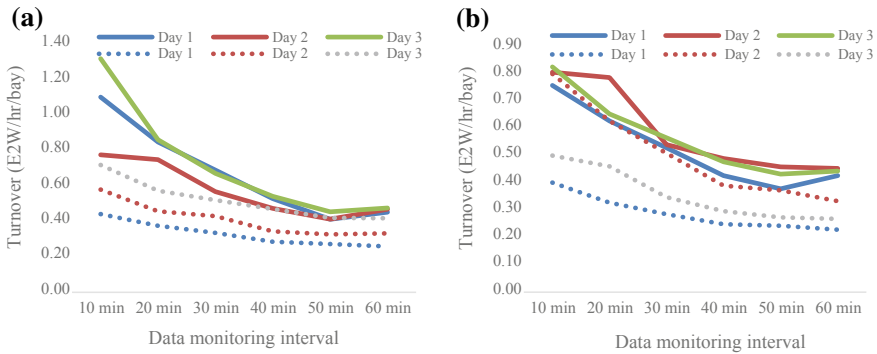 (a)
Day 1 Day 2 Day 3
Day 1 Day 2 Day 3
Turnover (E2W/hr/bay)
1.40
1.20
1.00
0.80
0.60
0.40
0.20
0.00
10 min 20 min 30 min 40 min 50 min 60 min
Data monitoring interval
(b)
Day 1 Day 2 Day 3
Day 1 Day 2 Day 3
Turnover (E2W/hr/bay)
0.90
0.80
0.70
0.60
0.50
0.40
0.30
0.20
0.10
0.00
10 min 20 min 30 min 40 min 50 min 60 min
Data monitoring interval